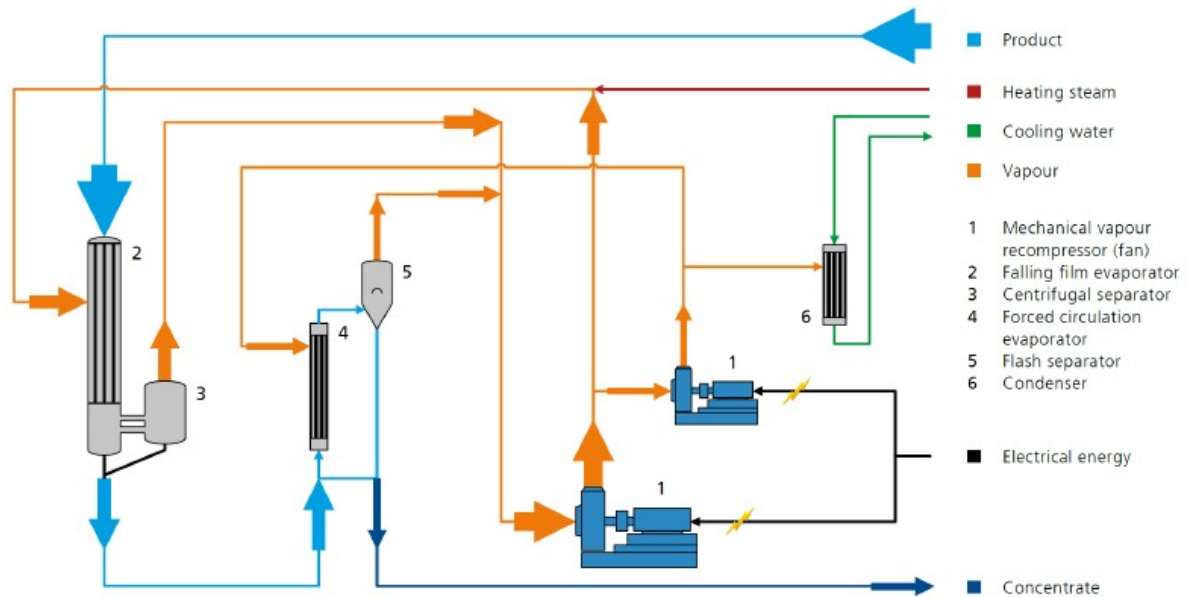 Product
Heating steam
Cooling water
Vapour
1 Mechanical vapour
recompressor (fan)
2 Falling film evaporator
3 Centrifugal separator
4 Forced circulation
evaporator
5 Flash separator
6 Condenser
Electrical energy
Concentrate
2
3
4
5
6
1
1